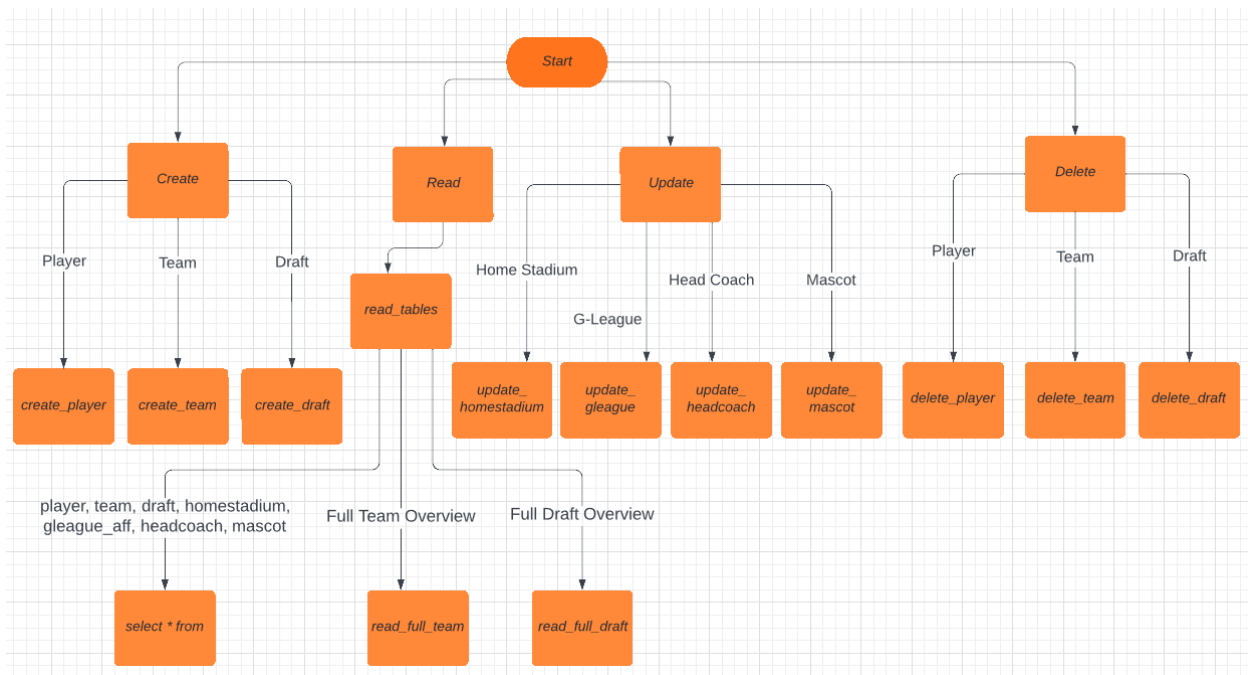 Start
Create
Read
Update
Delete
Player
Team
Draft
Home Stadium
G-League
Head Coach
Mascot
Player
Team
Draft
read_tables
create_player
create_team
create_draft
update_
homestadium
update_
gleague
update_
headcoach
update_
mascot
delete_player
delete_team
delete_draft
player, team, draft, homestadium,
gleague_aff, headcoach, mascot
Full Team Overview
Full Draft Overview
select * from
read_full_team
read_full_draft